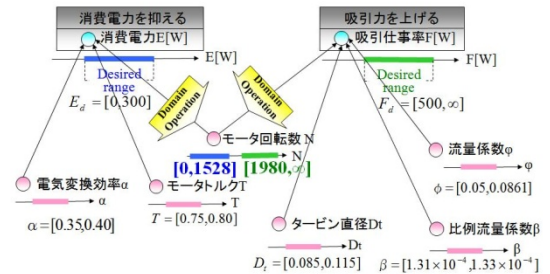 消費電力を抑える
消費電力E[W]
E[W]
Desired
range
E_d = [0,300]
吸引力を上げる
吸引仕事率F[W]
F[W]
Desired
range
F_d = [500,∞]
Domain
Operation
Domain
Operation
モータ回転数 N
N
[0,1528]
[1980,∞]
電気変換効率α
α
α = [0.35,0.40]
モータトルクT
T
T = [0.75,0.80]
タービン直径Dt
Dt
D_t = [0.085,0.115]
流量係数φ
φ
ϕ = [0.05,0.0861]
比例流量係数β
β
β = [1.31×10⁻⁴,1.33×10⁻⁴]